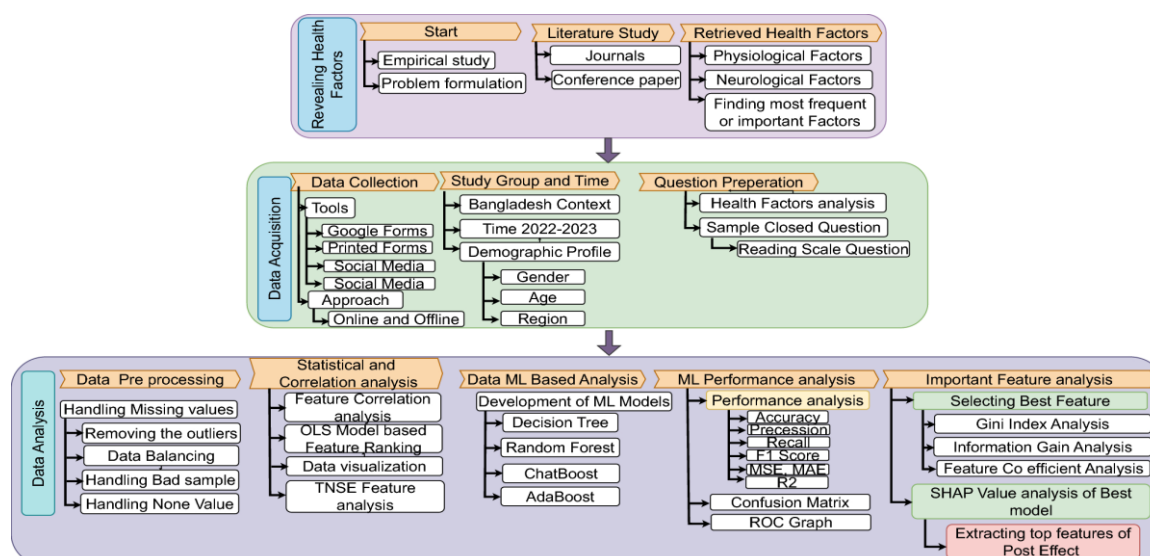 Revealing Health
Factors
Start
Empirical study
Problem formulation
Literature Study
Journals
Conference paper
Retrieved Health Factors
Physiological Factors
Neurological Factors
Finding most frequent
or important Factors
Data Acquisition
Data Collection
Tools
Google Forms
Printed Forms
Social Media
Social Media
Approach
Online and Offline
Study Group and Time
Bangladesh Context
Time 2022-2023
Demographic Profile
Gender
Age
Region
Question Preparation
Health Factors analysis
Sample Closed Question
Reading Scale Question
Data Analysis
Data Pre processing
Handling Missing values
Removing the outliers
Data Balancing
Handling Bad sample
Handling None Value
Statistical and
Correlation analysis
Feature Correlation
analysis
OLS Model based
Feature Ranking
Data visualization
TNSE Feature
analysis
Data ML Based Analysis
Development of ML Models
Decision Tree
Random Forest
ChatBoost
AdaBoost
ML Performance analysis
Performance analysis
Accuracy
Precession
Recall
F1 Score
MSE, MAE
R2
Confusion Matrix
ROC Graph
Important Feature analysis
Selecting Best Feature
Gini Index Analysis
Information Gain Analysis
Feature Co efficient Analysis
SHAP Value analysis of Best
model
Extracting top features of
Post Effect